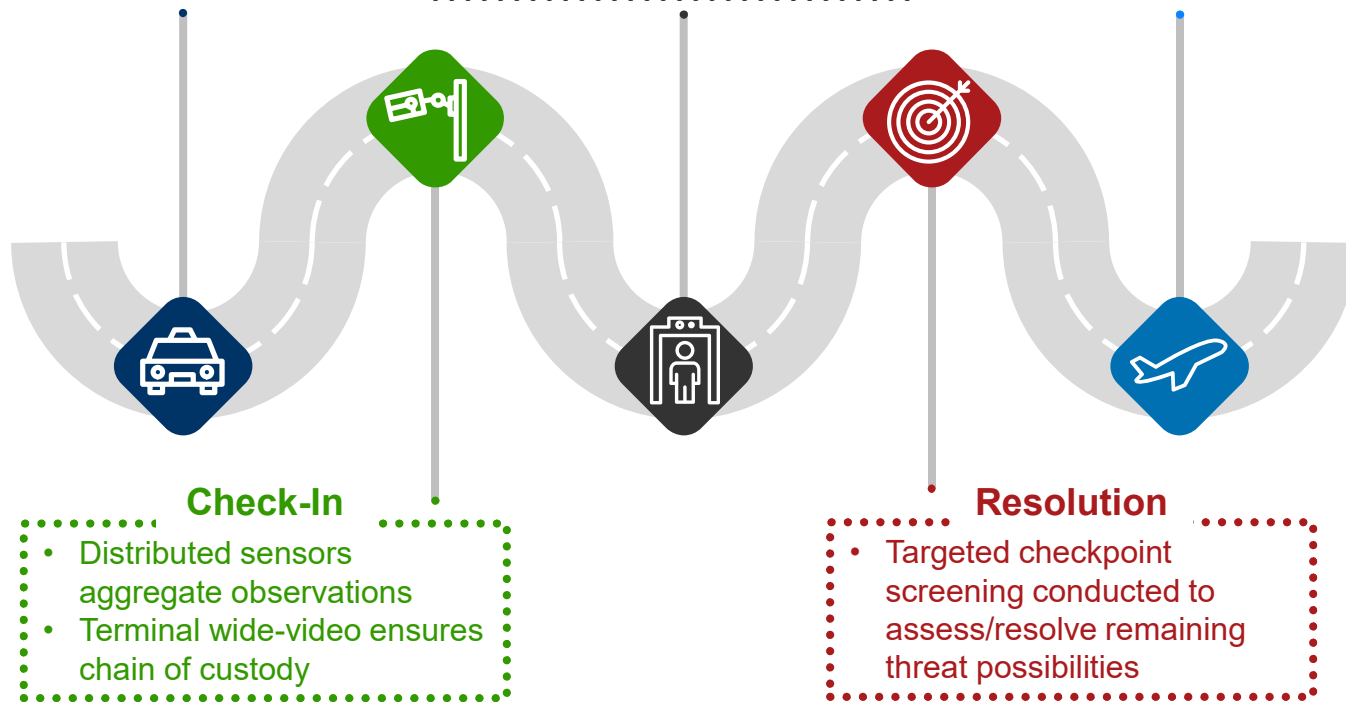 Check-In
• Distributed sensors
aggregate observations
• Terminal wide-video ensures
chain of custody
Resolution
• Targeted checkpoint
screening conducted to
assess/resolve remaining
threat possibilities